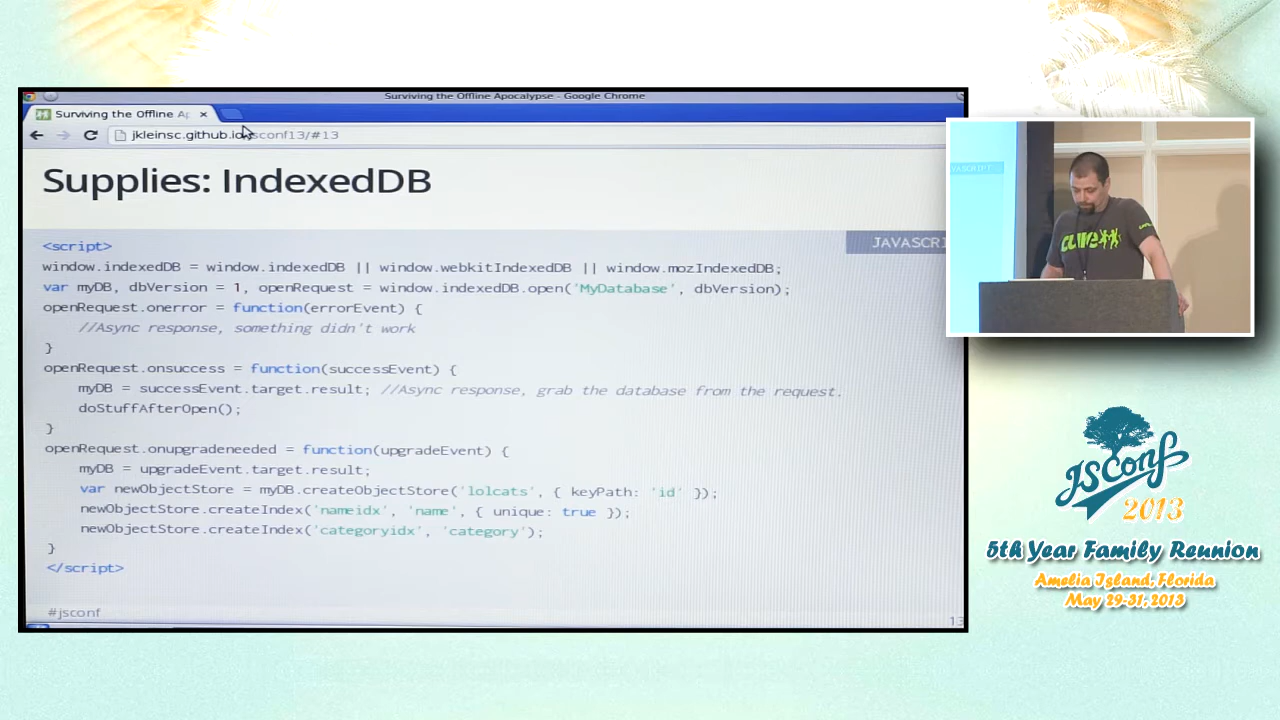 Surviving the Offline Apocalypse - Google Chrome
Surviving the Offline Ap
jkleinsc.github.io/jsconf13/#13
Supplies: IndexedDB
JAVASCRI
<script>
window.indexedDB = window.indexedDB || window.webkitIndexedDB || window.mozIndexedDB;
var myDB, dbVersion = 1, openRequest = window.indexedDB.open('MyDatabase', dbVersion);
openRequest.onerror = function(errorEvent) {
//Async response, something didn't work
}
openRequest.onsuccess = function(successEvent) {
myDB = successEvent.target.result; //Async response, grab the database from the request.
doStuffAfterOpen();
}
openRequest.onupgradeneeded = function(upgradeEvent) {
myDB = upgradeEvent.target.result;
var newObjectStore = myDB.createObjectStore('lolcats', { keyPath: 'id' });
newObjectStore.createIndex('nameidx', 'name', { unique: true });
newObjectStore.createIndex('categoryidx', 'category');
}
</script>
#jsconf
13
JSConf
2013
5th Year Family Reunion
Amelia Island, Florida
May 29-31, 2013